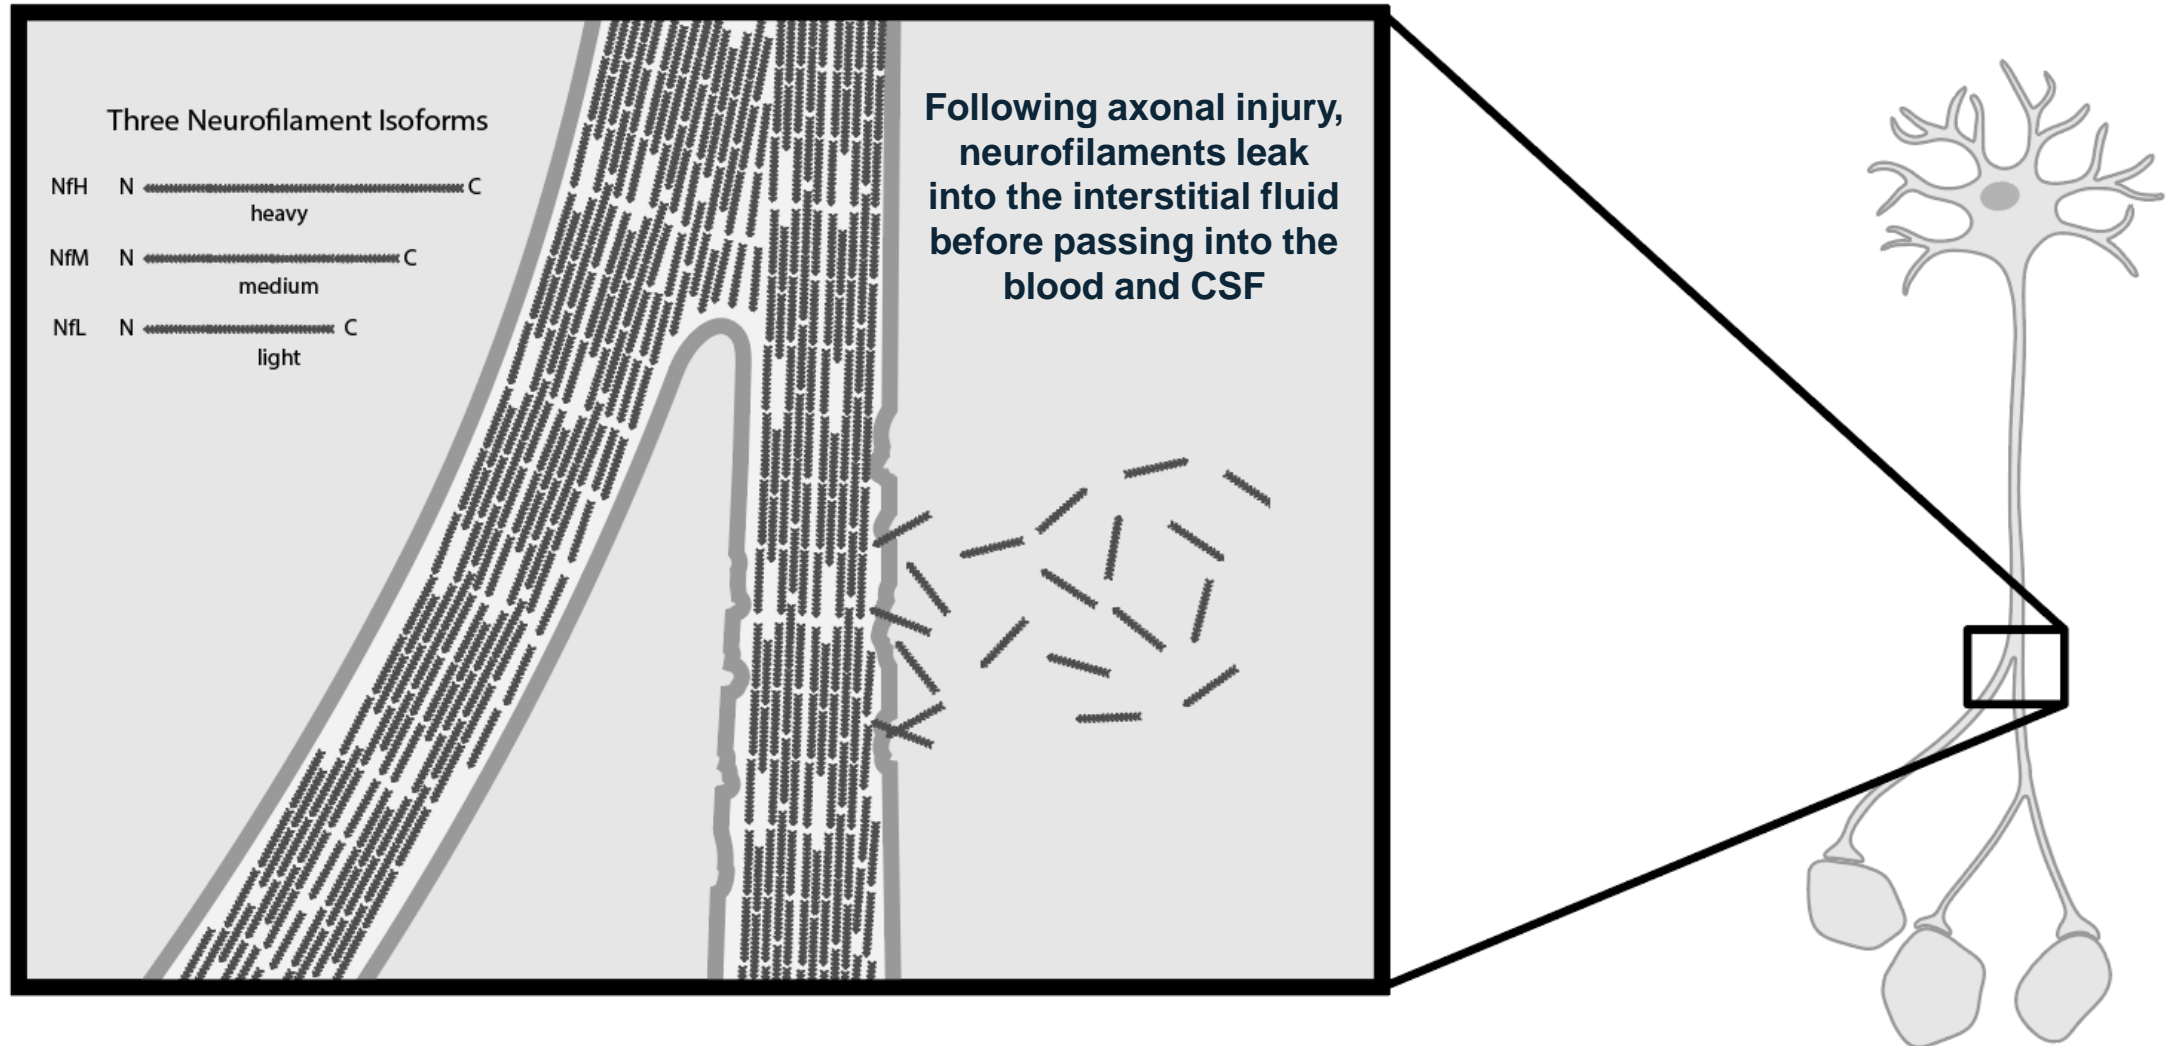 Three Neurofilament Isoforms
NfH N C
heavy
NfM N C
medium
NfL N C
light
Following axonal injury,
neurofilaments leak
into the interstitial fluid
before passing into the
blood and CSF